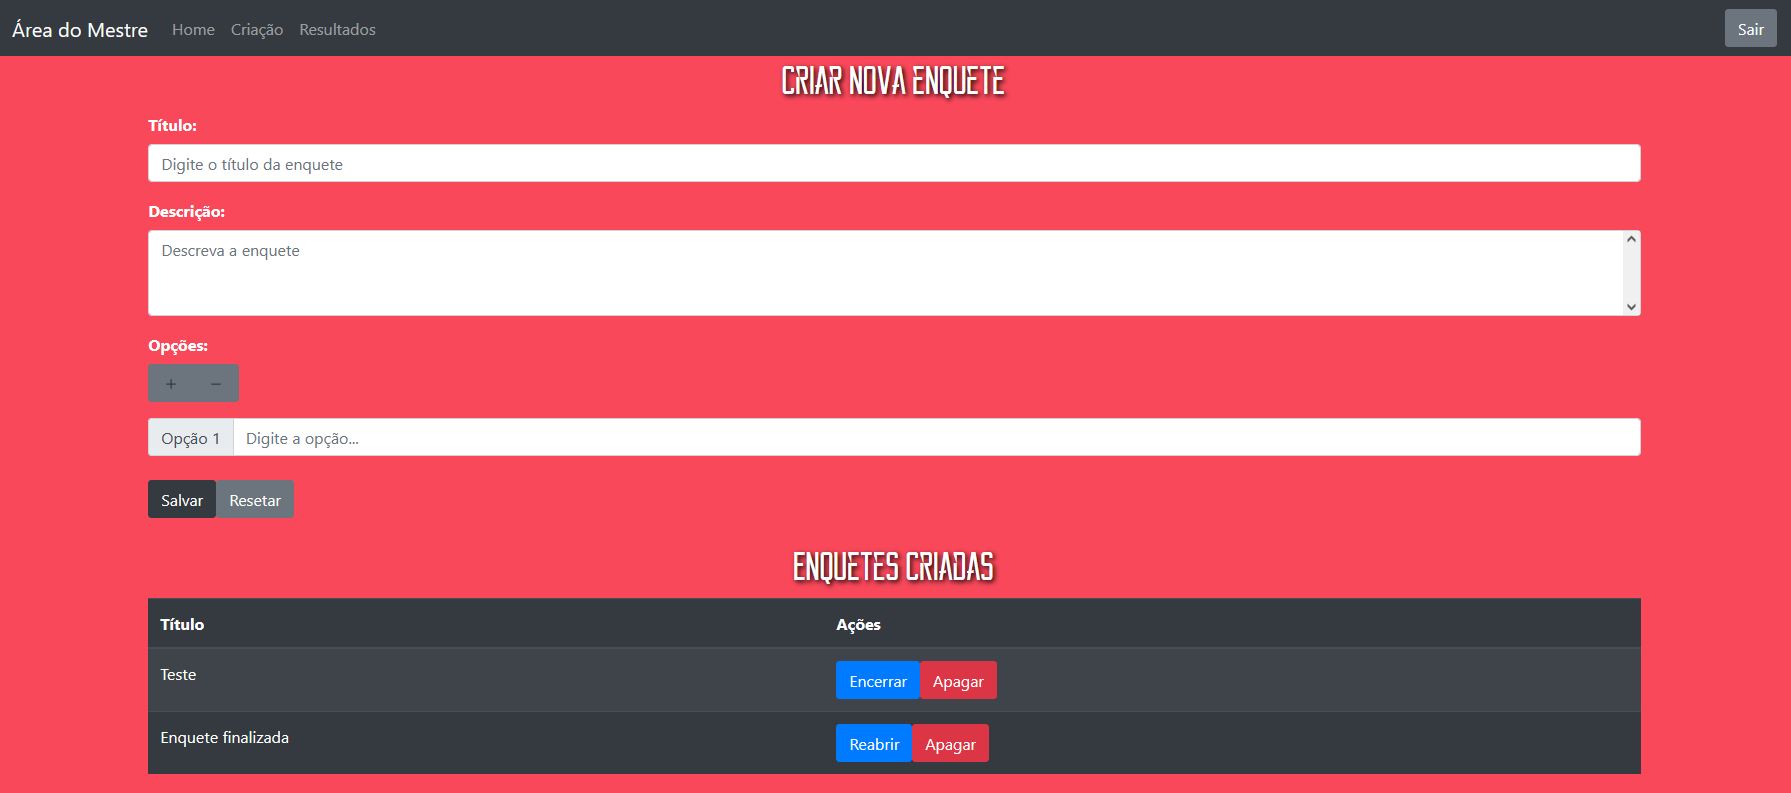 Área do Mestre Home Criação Resultados Sair
CRIAR NOVA ENQUETE
Título:
Digite o título da enquete
Descrição:
Descreva a enquete
Opções:
+ −
Opção 1 Digite a opção...
Salvar Resetar
ENQUETES CRIADAS
Título Ações
Teste Encerrar Apagar
Enquete finalizada Reabrir Apagar